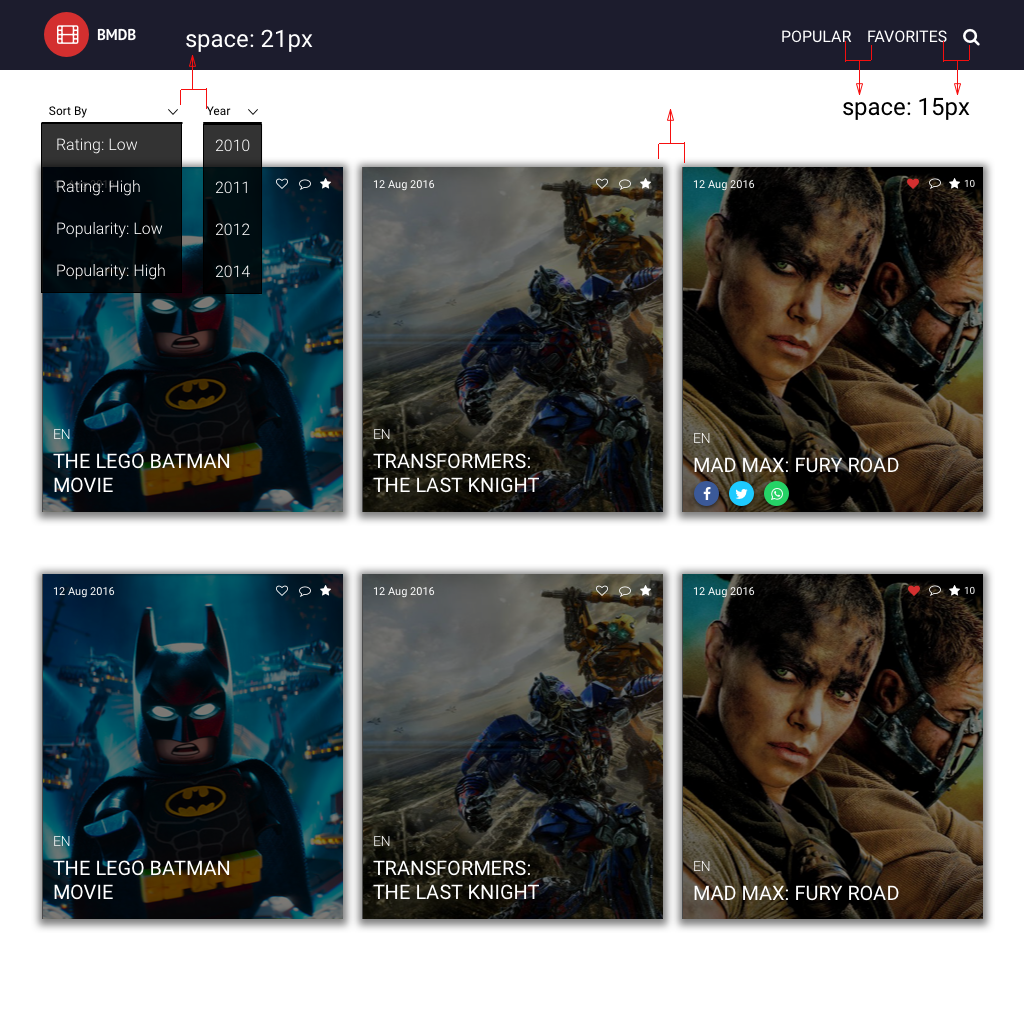 BMDB
space: 21px
POPULAR FAVORITES
space: 15px
Sort By
Year
Rating: Low
Rating: High
Popularity: Low
Popularity: High
2010
2011
2012
2014
EN
THE LEGO BATMAN
MOVIE
12 Aug 2016
EN
TRANSFORMERS:
THE LAST KNIGHT
12 Aug 2016
10
EN
MAD MAX: FURY ROAD
12 Aug 2016
EN
THE LEGO BATMAN
MOVIE
12 Aug 2016
EN
TRANSFORMERS:
THE LAST KNIGHT
12 Aug 2016
10
EN
MAD MAX: FURY ROAD